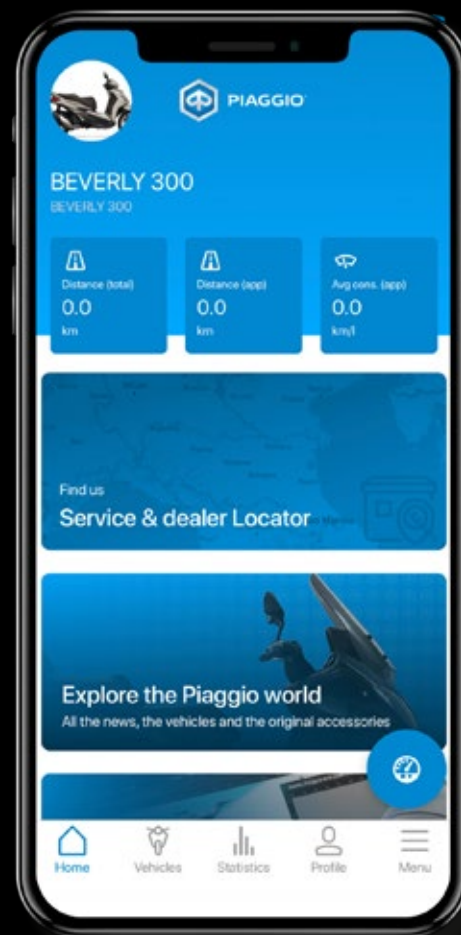 PIAGGIO
BEVERLY 300
BEVERLY 300
Distance (total)
0.0
km
Distance (app)
0.0
km
Avg cons. (app)
0.0
km/l
Find us
Service & dealer Locator
Explore the Piaggio world
All the news, the vehicles and the original accessories
Home
Vehicles
Statistics
Profile
Menu